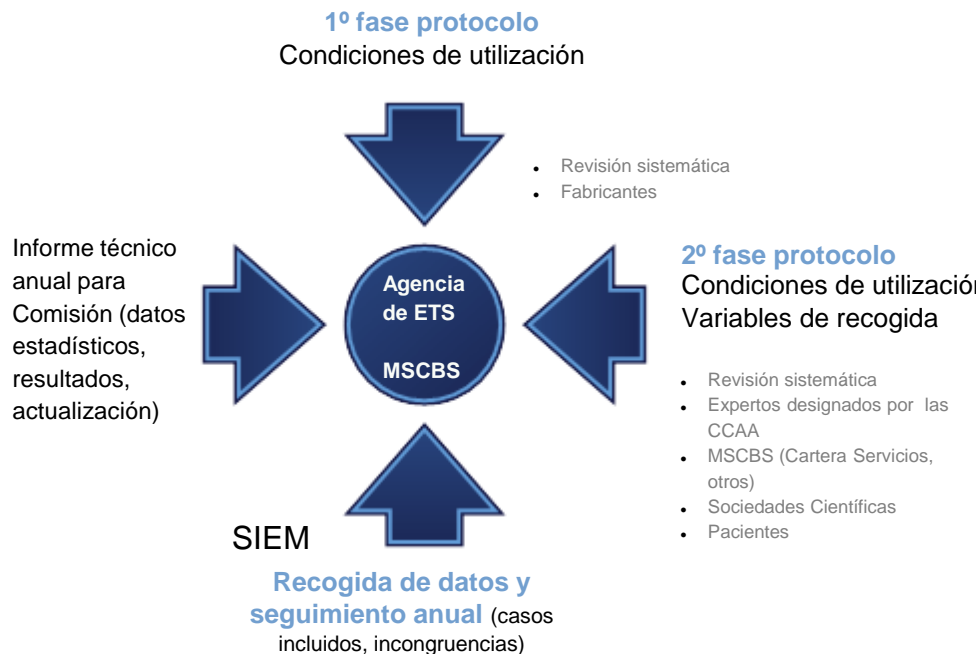 1º fase protocolo
Condiciones de utilización
• Revisión sistemática
• Fabricantes
Informe técnico
anual para
Comisión (datos
estadísticos,
resultados,
actualización)
Agencia
de ETS
MSCBS
2º fase protocolo
Condiciones de utilización
Variables de recogida
• Revisión sistemática
• Expertos designados por las
CCAA
• MSCBS (Cartera Servicios,
otros)
• Sociedades Científicas
• Pacientes
SIEM
Recogida de datos y
seguimiento anual (casos
incluidos, incongruencias)